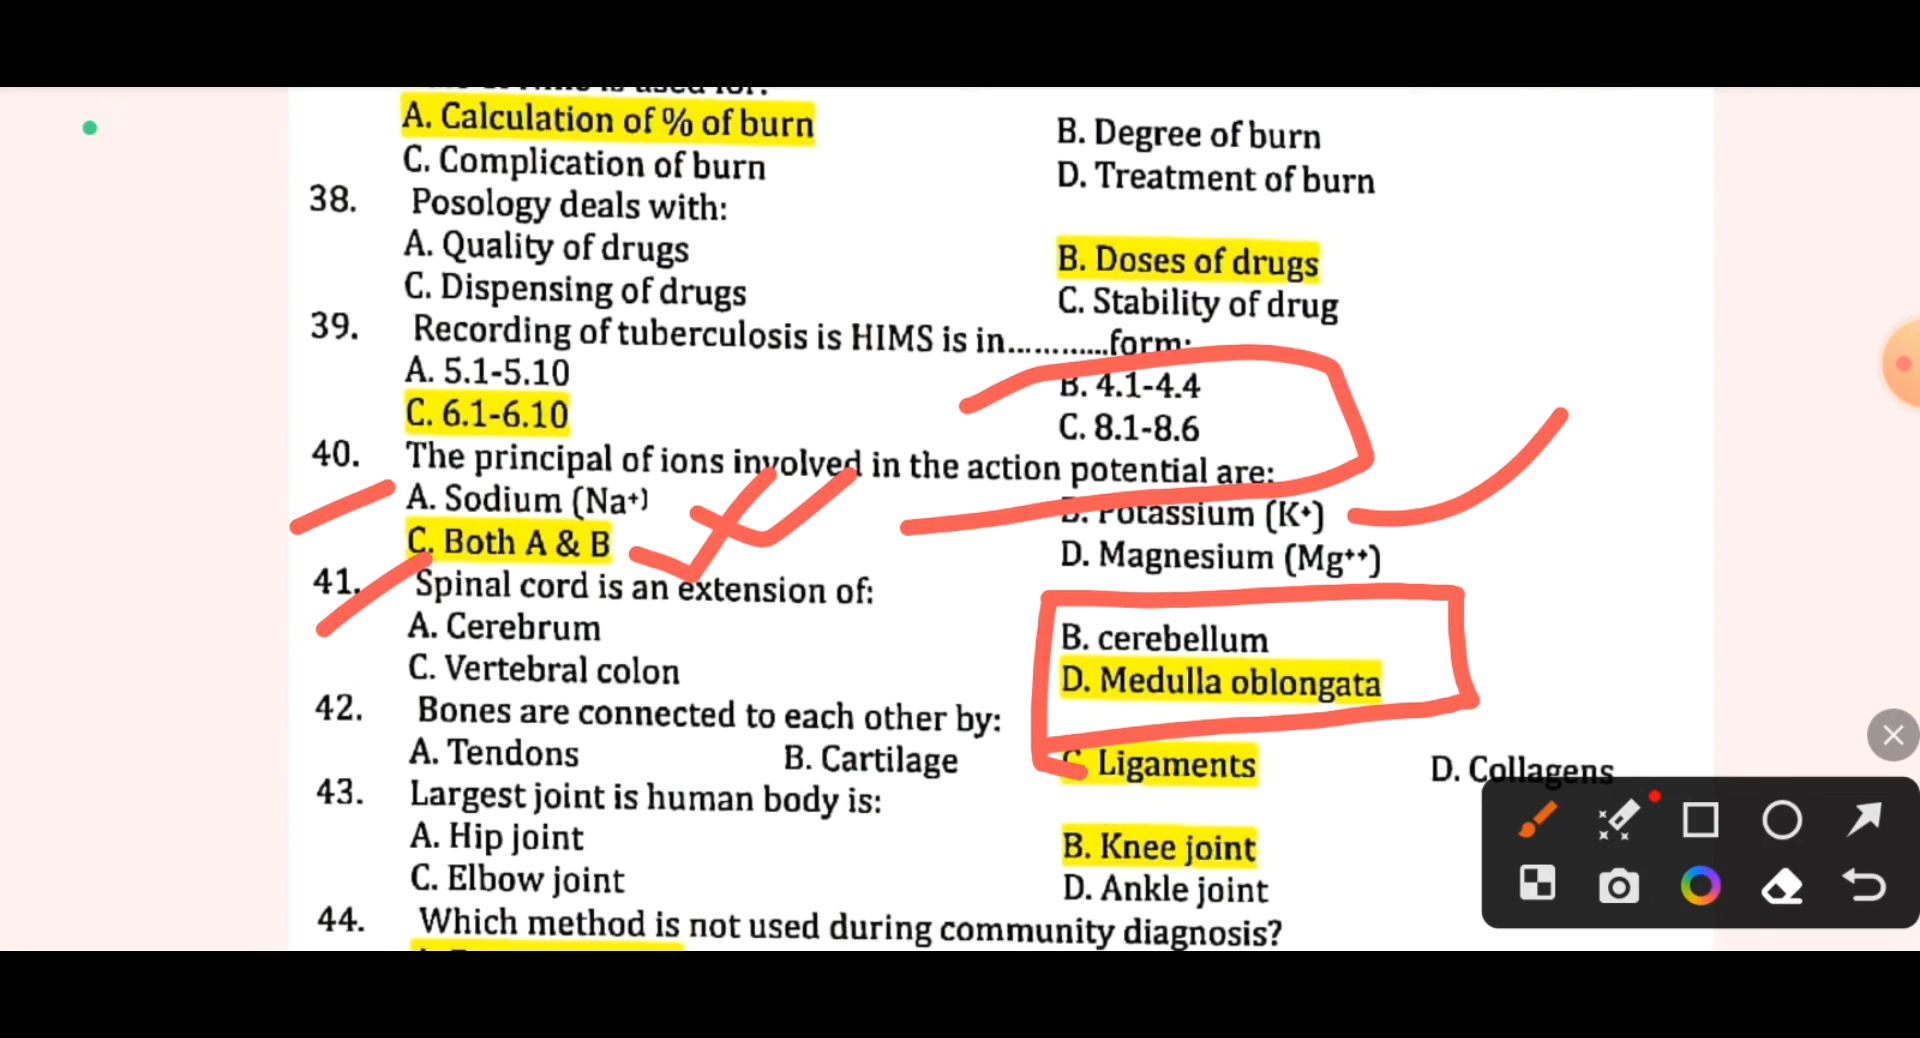 is used for:
A. Calculation of % of burn B. Degree of burn
C. Complication of burn D. Treatment of burn
38. Posology deals with:
A. Quality of drugs B. Doses of drugs
C. Dispensing of drugs C. Stability of drug
39. Recording of tuberculosis is HIMS is in............form:
A. 5.1-5.10 B. 4.1-4.4
C. 6.1-6.10 C. 8.1-8.6
40. The principal of ions involved in the action potential are:
A. Sodium (Na⁺) B. Potassium (K⁺)
C. Both A & B D. Magnesium (Mg⁺⁺)
41. Spinal cord is an extension of:
A. Cerebrum B. cerebellum
C. Vertebral colon D. Medulla oblongata
42. Bones are connected to each other by:
A. Tendons B. Cartilage C. Ligaments D. Collagens
43. Largest joint is human body is:
A. Hip joint B. Knee joint
C. Elbow joint D. Ankle joint
44. Which method is not used during community diagnosis?